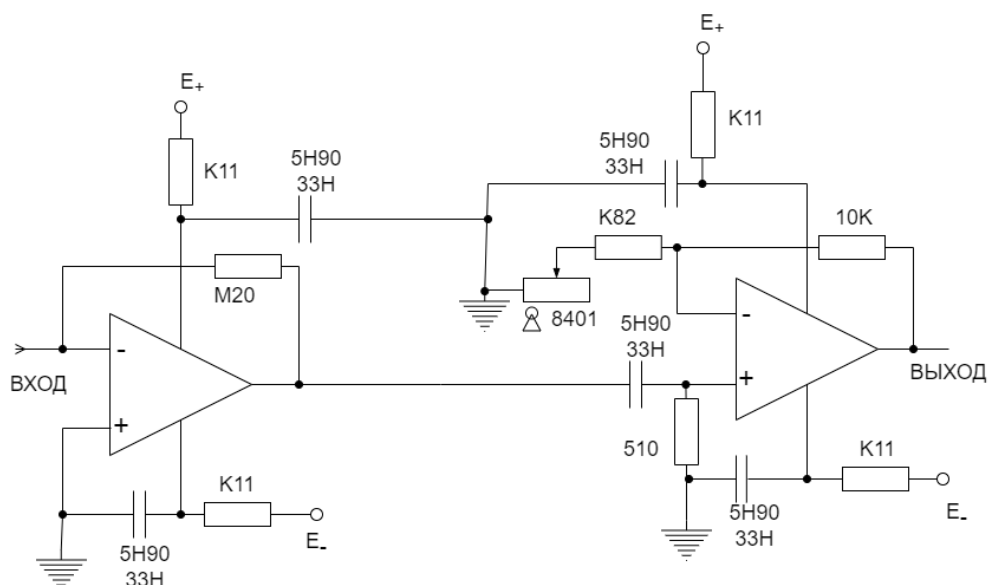 E+
E+
K11
K11
5H90
33H
5H90
33H
K82
10K
M20
8401
-
5H90
33H
-
ВХОД
ВЫХОД
+
+
510
K11
K11
5H90
33H
E-
5H90
33H
E-